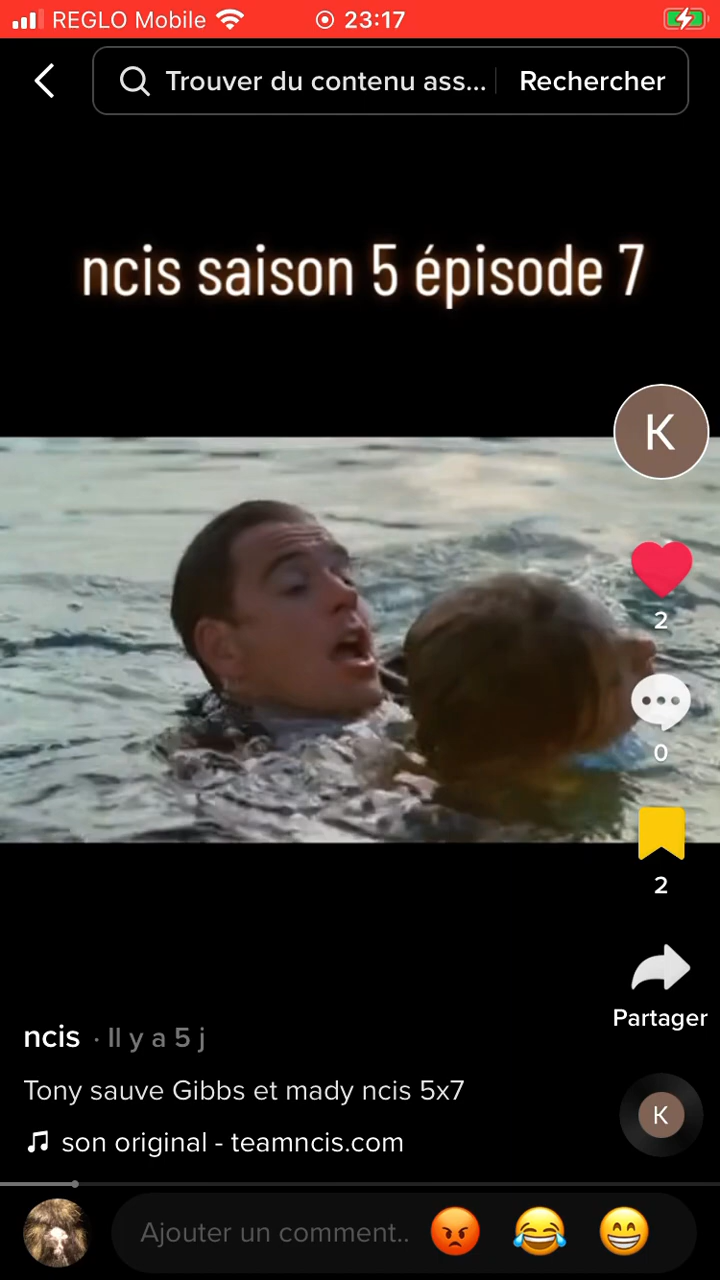 REGLO Mobile 23:17
Trouver du contenu ass... Rechercher
ncis saison 5 épisode 7
K
2
0
2
Partager
ncis · Il y a 5 j
Tony sauve Gibbs et mady ncis 5x7
K
son original - teamncis.com
Ajouter un comment..